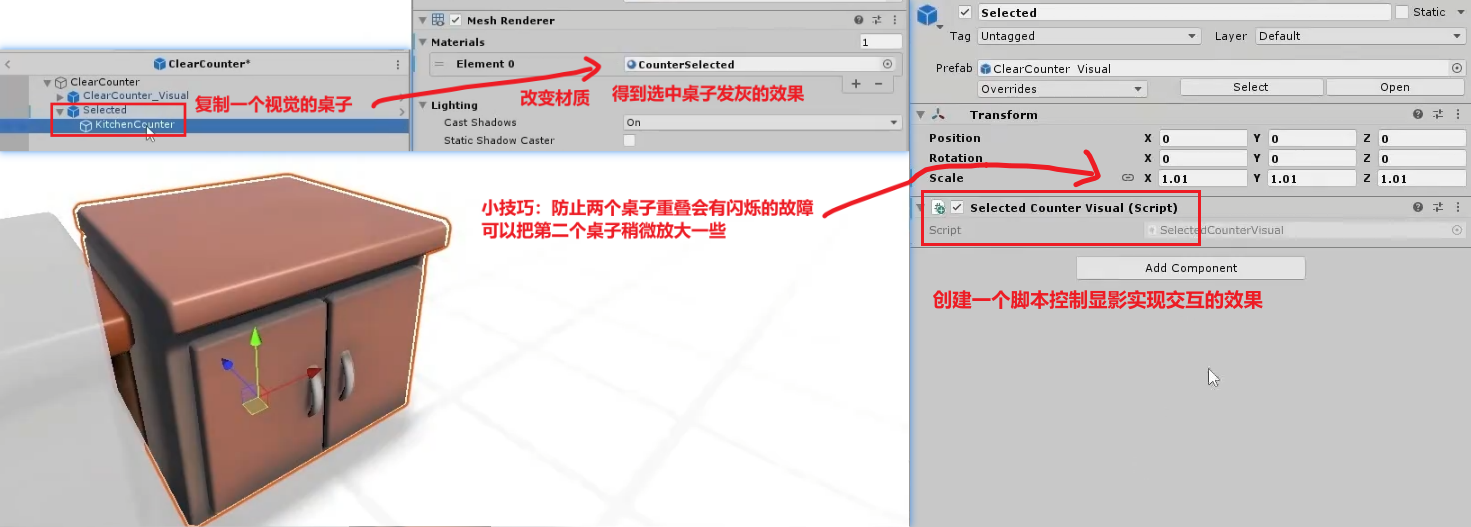 ClearCounter*
ClearCounter
ClearCounter_Visual
Selected
KitchenCounter
复制一个视觉的桌子
Mesh Renderer
Materials
1
Element 0
CounterSelected
改变材质
得到选中桌子发灰的效果
Lighting
Cast Shadows
On
Static Shadow Caster
小技巧：防止两个桌子重叠会有闪烁的故障
可以把第二个桌子稍微放大一些
Selected
Static
Tag
Untagged
Layer
Default
Prefab
ClearCounter Visual
Overrides
Select
Open
Transform
Position
X 0
Y 0
Z 0
Rotation
X 0
Y 0
Z 0
Scale
X 1.01
Y 1.01
Z 1.01
Selected Counter Visual (Script)
Script
SelectedCounterVisual
Add Component
创建一个脚本控制显影实现交互的效果